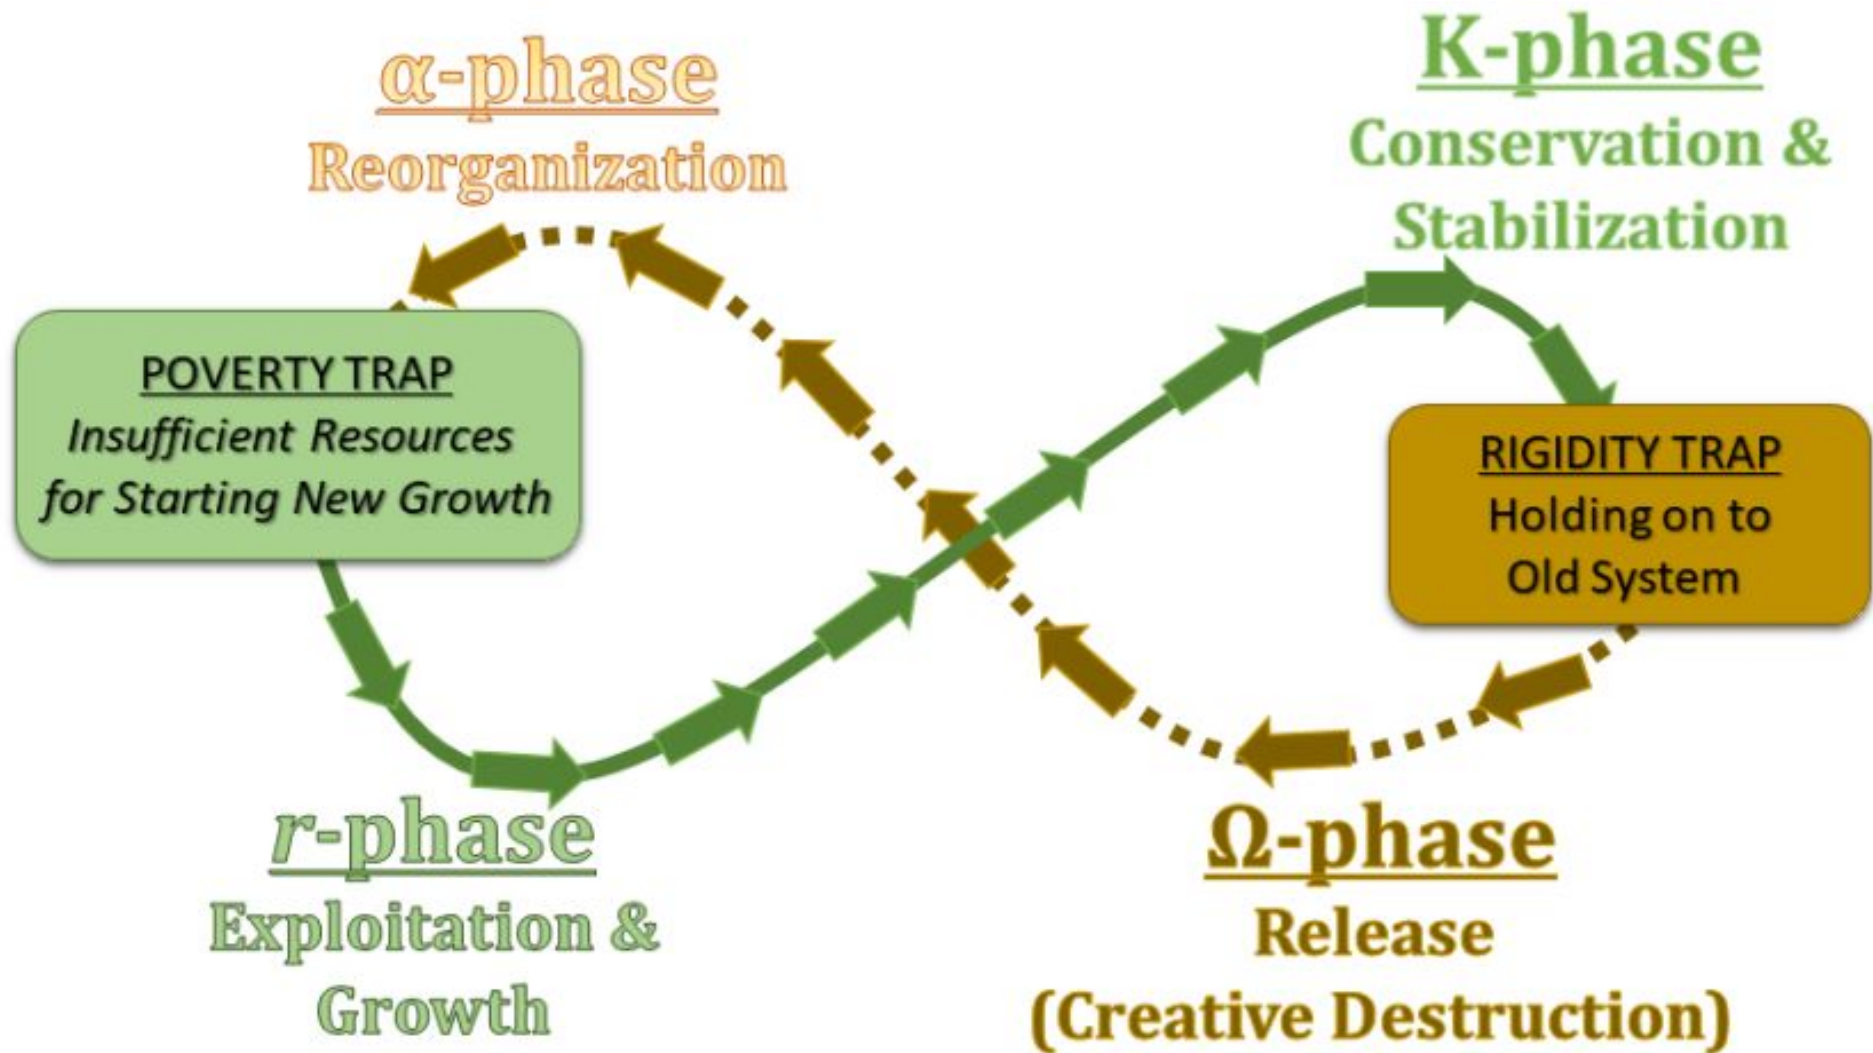 α-phase
Reorganization
K-phase
Conservation &
Stabilization
POVERTY TRAP
Insufficient Resources
for Starting New Growth
RIGIDITY TRAP
Holding on to
Old System
r-phase
Exploitation &
Growth
Ω-phase
Release
(Creative Destruction)